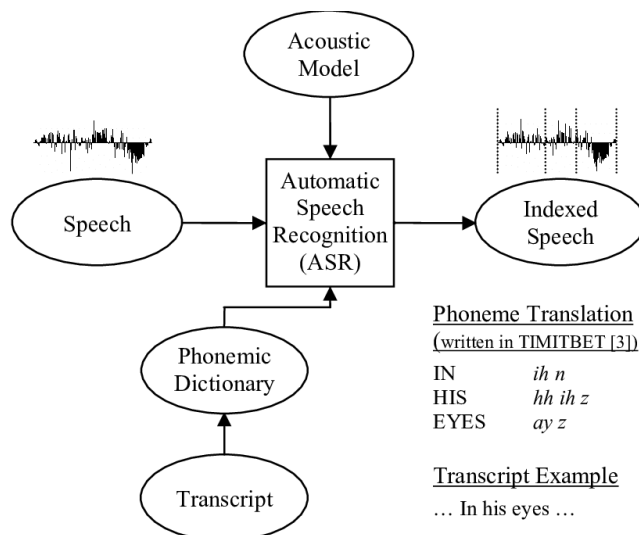 Acoustic
Model
Speech
Automatic
Speech
Recognition
(ASR)
Indexed
Speech
Phonemic
Dictionary
Transcript
Phoneme Translation
(written in TIMITBET [3])
IN ih n
HIS hh ih z
EYES ay z
Transcript Example
… In his eyes …